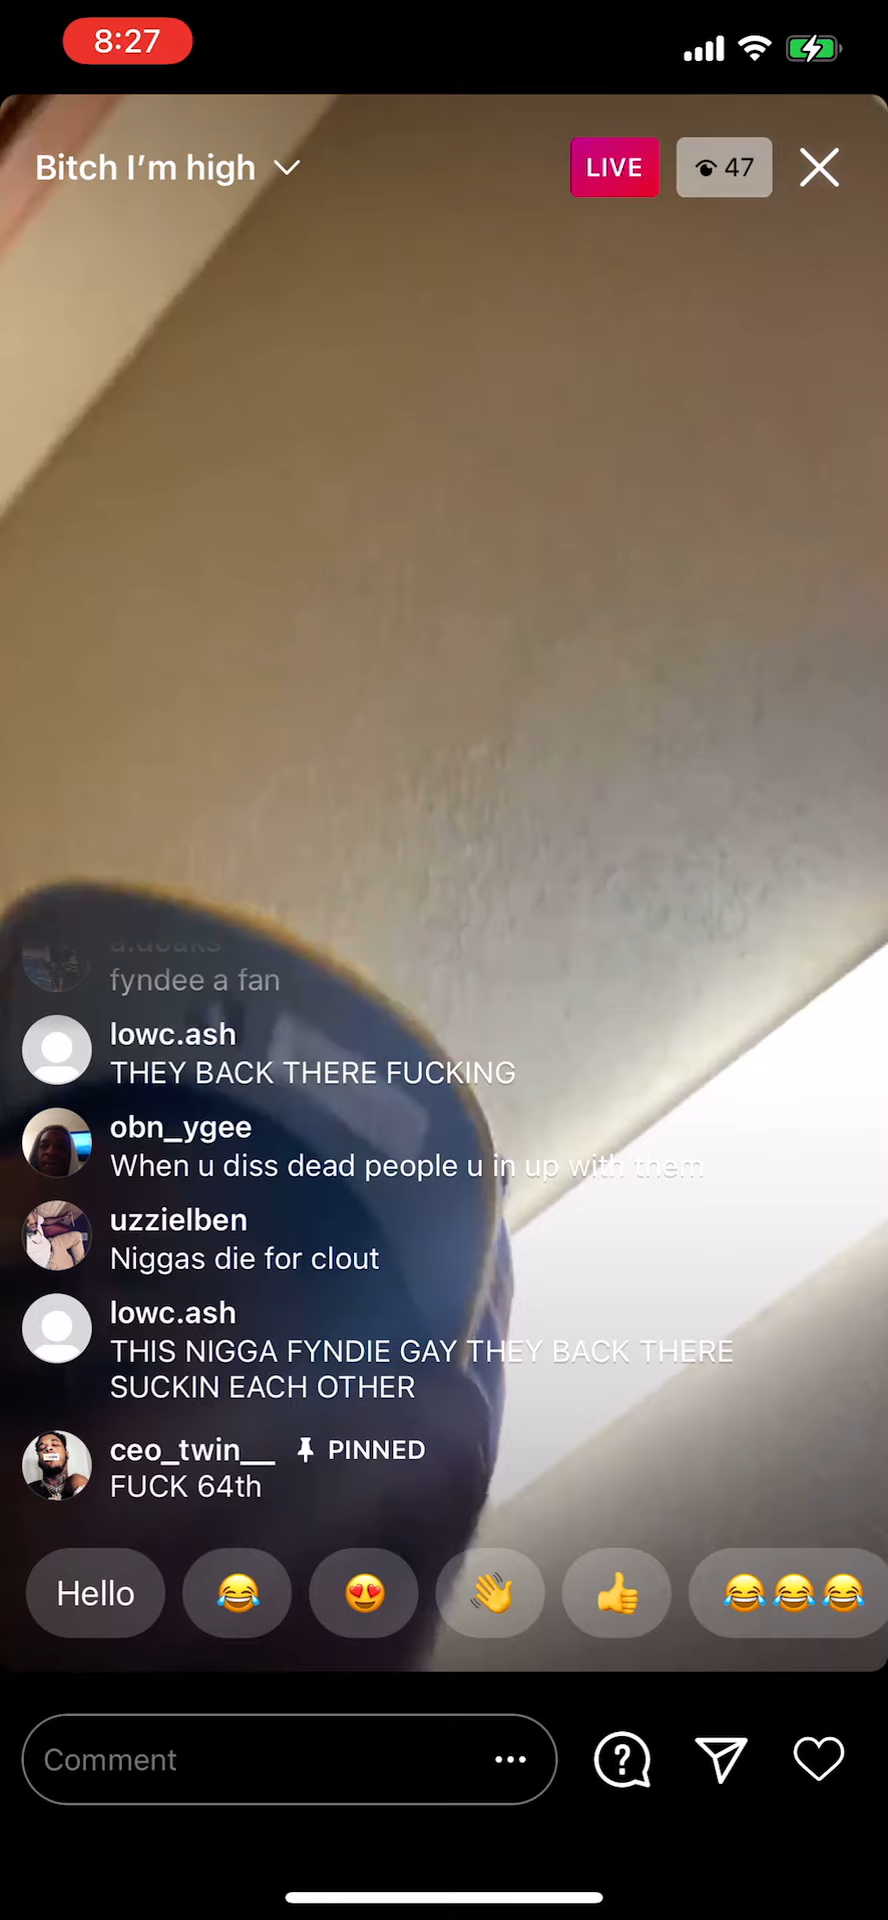 8:27
Bitch I'm high
LIVE
47
fyndee a fan
lowc.ash
THEY BACK THERE FUCKING
obn_ygee
When u diss dead people u in up with them
uzzielben
Niggas die for clout
lowc.ash
THIS NIGGA FYNDIE GAY THEY BACK THERE
SUCKIN EACH OTHER
ceo_twin__ PINNED
FUCK 64th
Hello
Comment